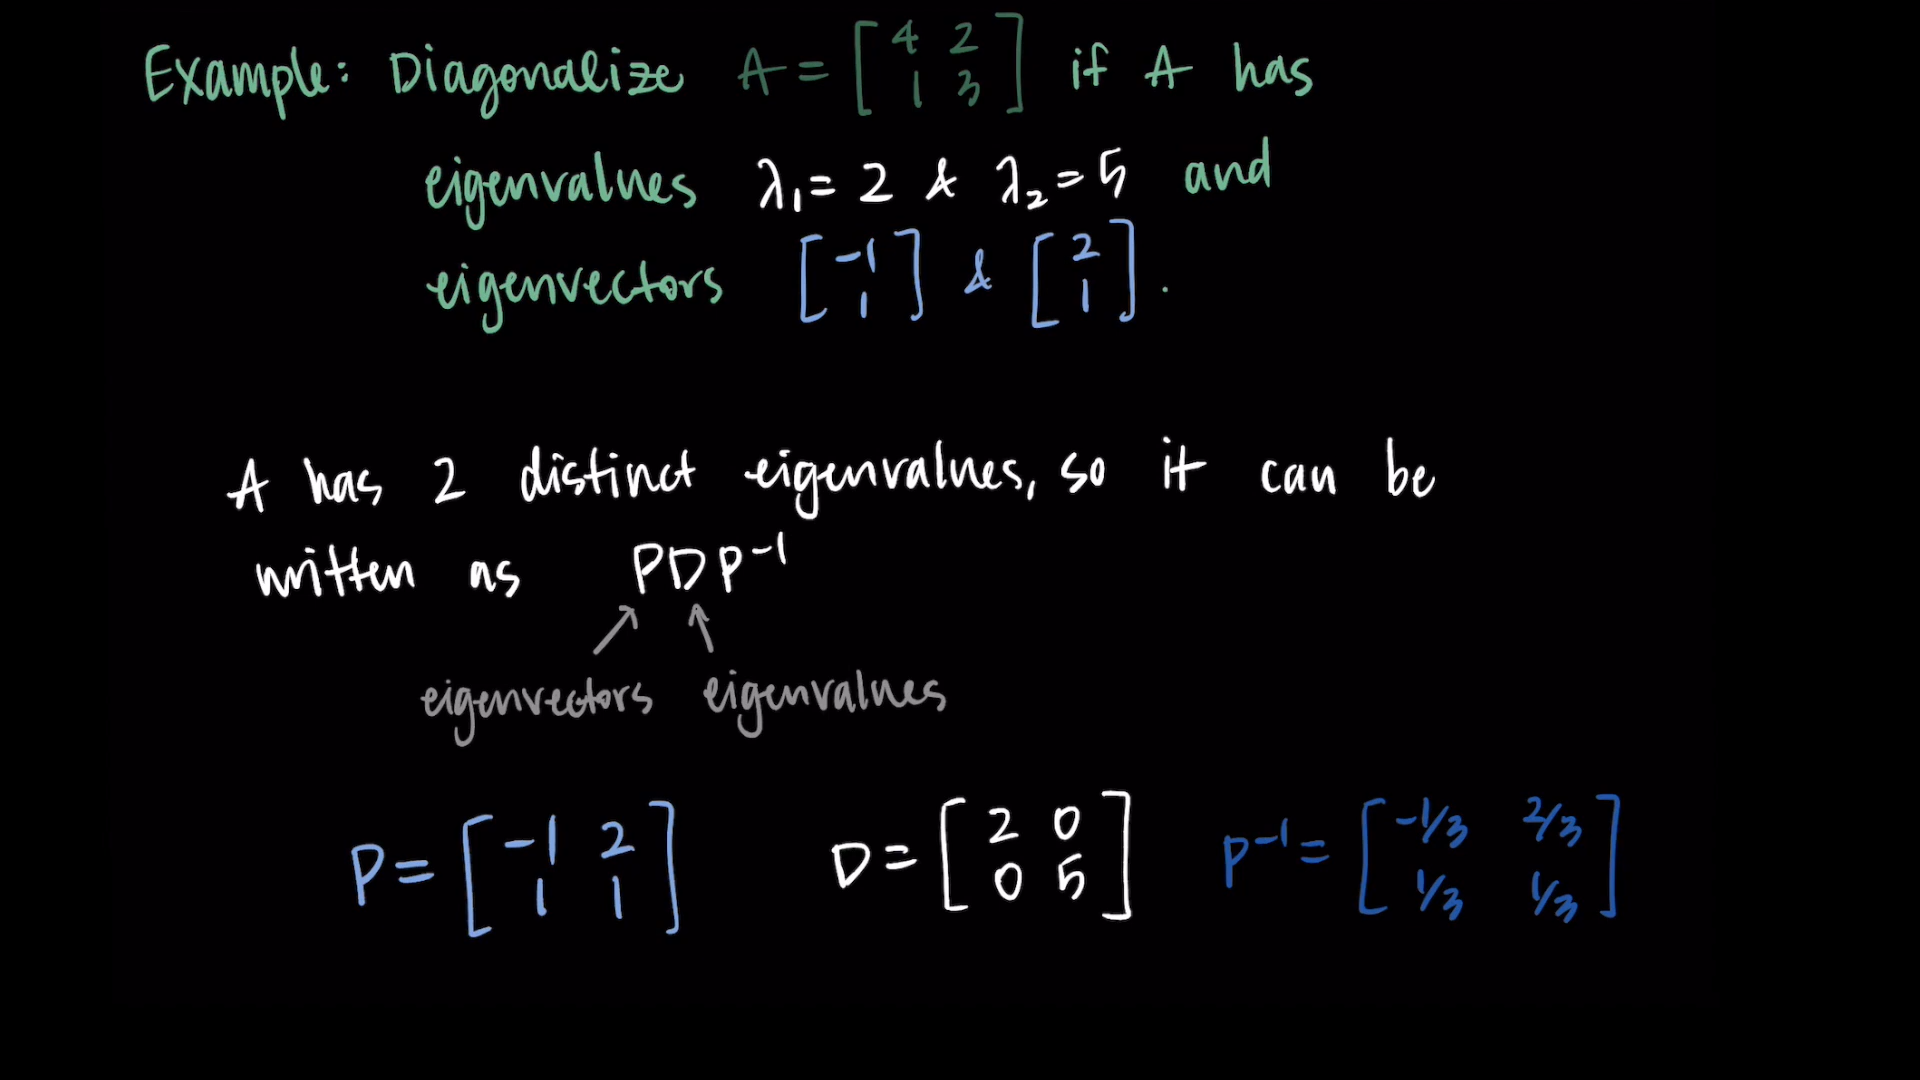 Example: Diagonalize A = [4 2; 1 3] if A has
eigenvalues λ₁ = 2 & λ₂ = 5 and
eigenvectors [-1; 1] & [2; 1].
A has 2 distinct eigenvalues, so it can be
written as PDP⁻¹
eigenvectors eigenvalues
P = [-1 2; 1 1] D = [2 0; 0 5] P⁻¹ = [-1/3 2/3; 1/3 1/3]